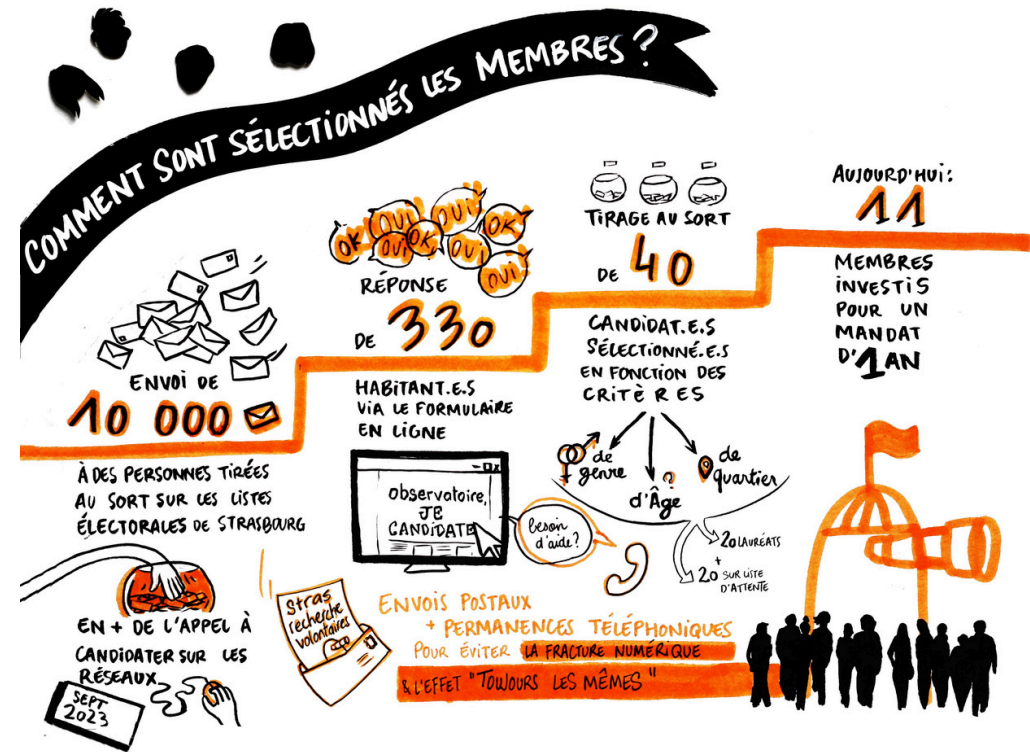 COMMENT SONT SÉLECTIONNÉS LES MEMBRES ?
ENVOI DE
10 000
À DES PERSONNES TIRÉES
AU SORT SUR LES LISTES
ÉLECTORALES DE STRASBOURG
EN + DE L'APPEL À
CANDIDATER SUR LES
RÉSEAUX
SEPT
2023
OK OUI OUI OUI OK
OUI OK OUI
OUI
RÉPONSE
DE 330
HABITANT.E.S
VIA LE FORMULAIRE
EN LIGNE
observatoire,
JE
CANDIDATE
besoin
d'aide?
TIRAGE AU SORT
DE 40
CANDIDAT.E.S
SÉLECTIONNÉ.E.S
EN FONCTION DES
CRITÈRES
de
genre
d'Âge
de
quartier
20 LAURÉATS
+
20 SUR LISTE
D'ATTENTE
AUJOURD'HUI:
11
MEMBRES
INVESTIS
POUR UN
MANDAT
D'1AN
Stras
recherche
volontaires
ENVOIS POSTAUX
+ PERMANENCES TÉLÉPHONIQUES
POUR ÉVITER LA FRACTURE NUMÉRIQUE
& L'EFFET "TOUJOURS LES MÊMES"